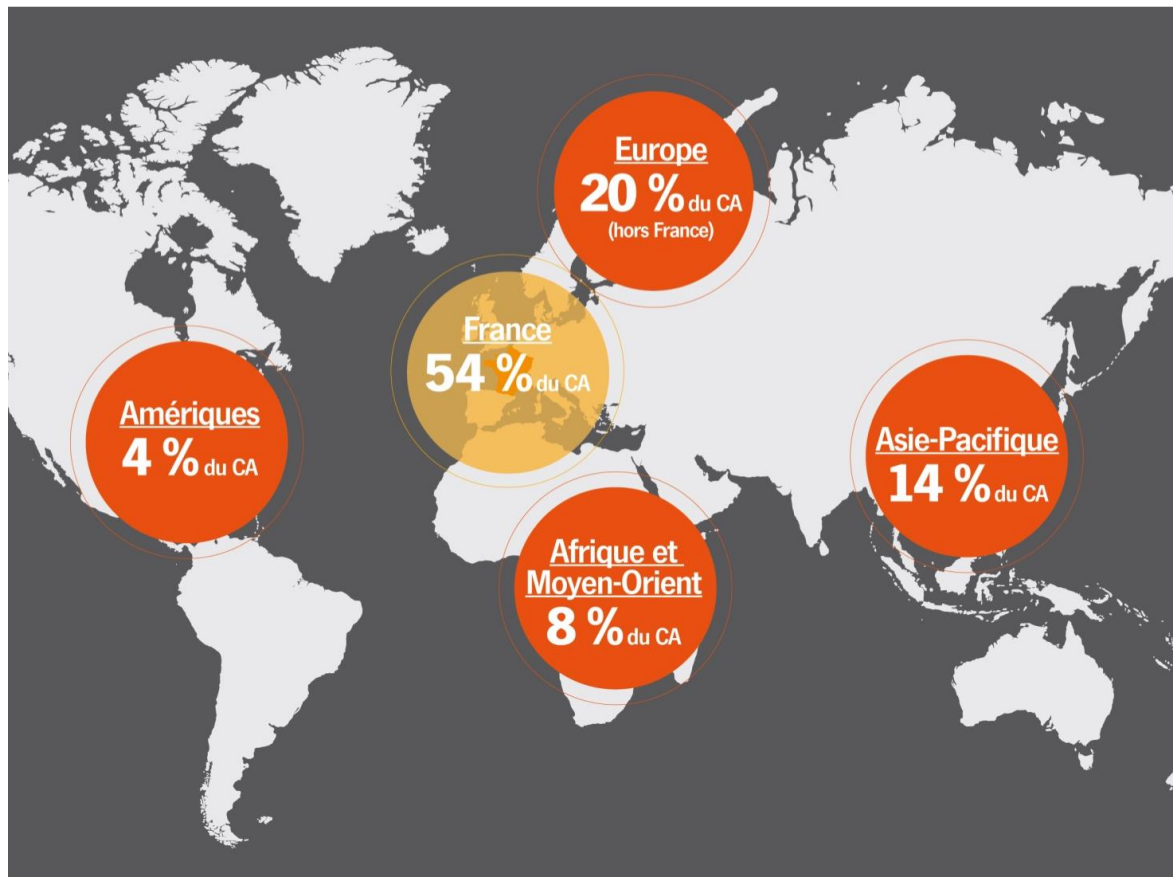 Europe
20 % du CA
(hors France)
France
54 % du CA
Amériques
4 % du CA
Asie-Pacifique
14 % du CA
Afrique et
Moyen-Orient
8 % du CA